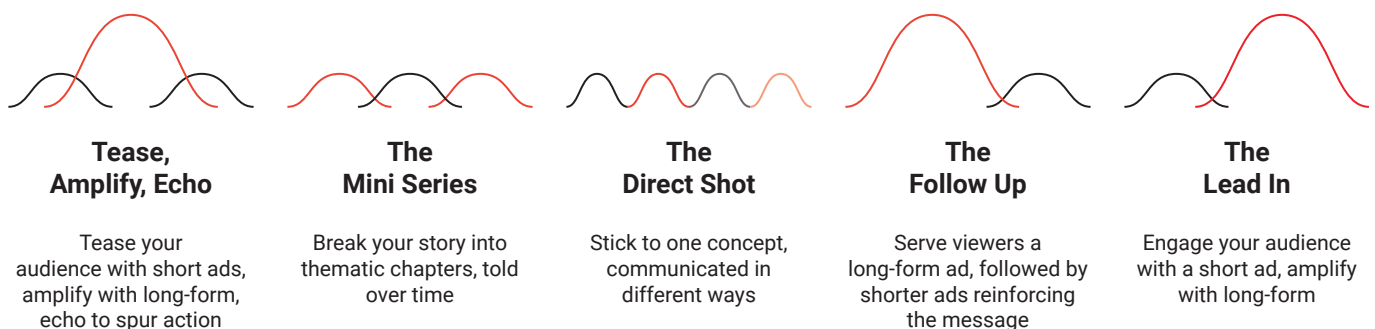 Tease,
Amplify, Echo
Tease your
audience with short ads,
amplify with long-form,
echo to spur action
The
Mini Series
Break your story into
thematic chapters, told
over time
The
Direct Shot
Stick to one concept,
communicated in
different ways
The
Follow Up
Serve viewers a
long-form ad, followed by
shorter ads reinforcing
the message
The
Lead In
Engage your audience
with a short ad, amplify
with long-form